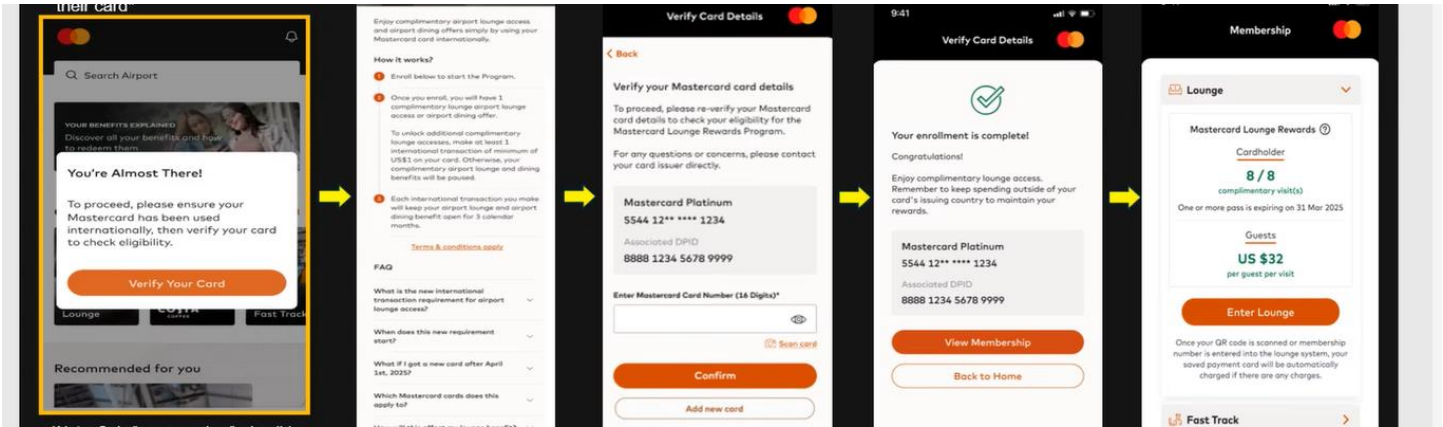 their card"
Search Airport
YOUR BENEFITS EXPLAINED
Discover all your benefits and how
to redeem them
You're Almost There!
To proceed, please ensure your
Mastercard has been used
internationally, then verify your card
to check eligibility.
Verify Your Card
Lounge
COSTA
COFFEE
Fast Track
Recommended for you
Enjoy complimentary airport lounge access
and airport dining offers simply by using your
Mastercard card internationally.
How it works?
1 Enroll below to start the Program.
2 Once you enroll, you will have 1
complimentary lounge airport lounge
access or airport dining offer.
To unlock additional complimentary
lounge accesses, make at least 1
international transaction of minimum of
US$1 on your card. Otherwise, your
complimentary airport lounge and dining
benefits will be paused.
3 Each international transaction you make
will keep your airport lounge and airport
dining benefit open for 3 calendar
months.
Terms & conditions apply
FAQ
What is the new international
transaction requirement for airport
lounge access?
When does this new requirement
start?
What if I got a new card after April
1st, 2025?
Which Mastercard cards does this
apply to?
Verify Card Details
Back
Verify your Mastercard card details
To proceed, please re-verify your Mastercard
card details to check your eligibility for the
Mastercard Lounge Rewards Program.
For any questions or concerns, please contact
your card issuer directly.
Mastercard Platinum
5544 12** **** 1234
Associated DPID
8888 1234 5678 9999
Enter Mastercard Card Number (16 Digits)*
Scan card
Confirm
Add new card
9:41
Verify Card Details
Your enrollment is complete!
Congratulations!
Enjoy complimentary lounge access.
Remember to keep spending outside of your
card's issuing country to maintain your
rewards.
Mastercard Platinum
5544 12** **** 1234
Associated DPID
8888 1234 5678 9999
View Membership
Back to Home
Membership
Lounge
Mastercard Lounge Rewards
Cardholder
8 / 8
complimentary visit(s)
One or more pass is expiring on 31 Mar 2025
Guests
US $32
per guest per visit
Enter Lounge
Once your QR code is scanned or membership
number is entered into the lounge system, your
saved payment card will be automatically
charged if there are any charges.
Fast Track